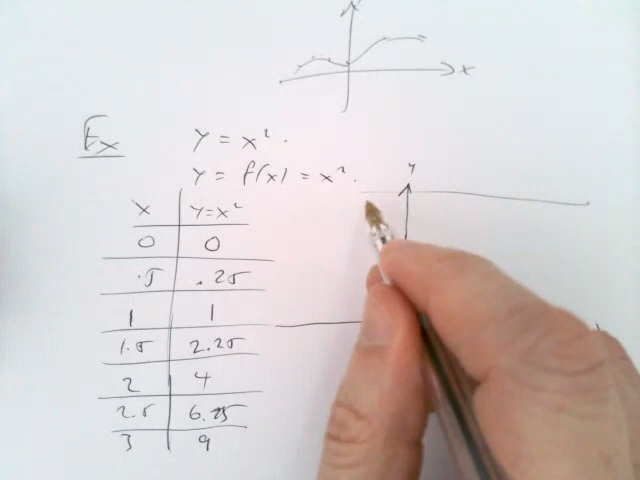 x
Ex y = x².
y = f(x) = x².
y
x y=x²
0 0
.5 .25
1 1
1.5 2.25
2 4
2.5 6.25
3 9